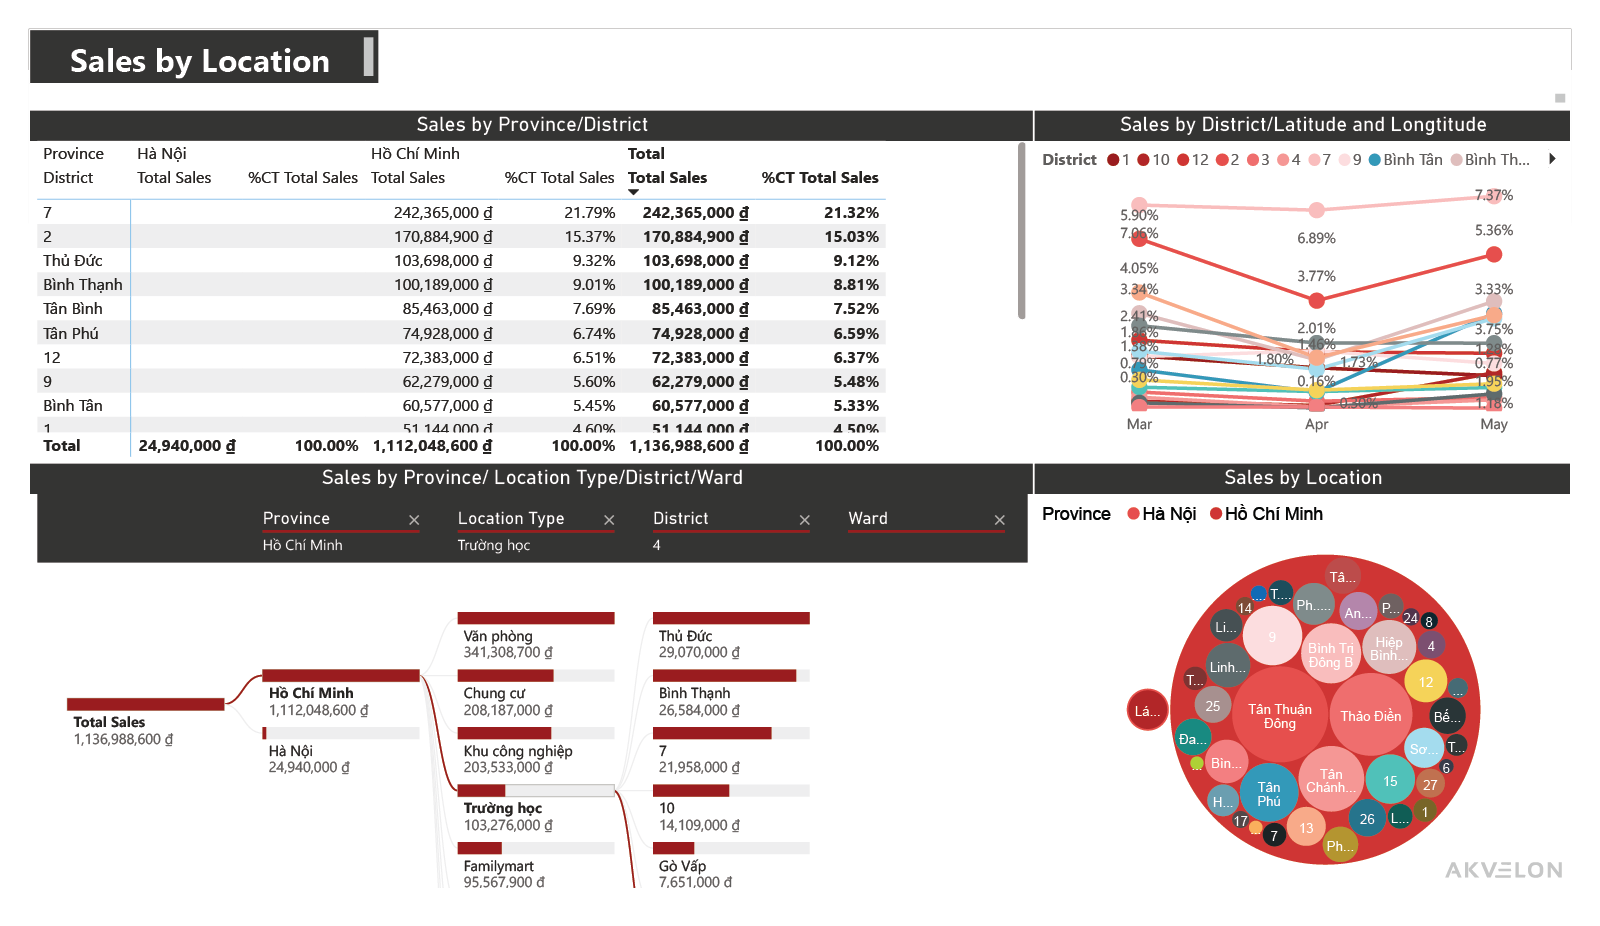 Sales by Location
Sales by Province/District
Province Hà Nội Hồ Chí Minh Total
District Total Sales %CT Total Sales Total Sales %CT Total Sales Total Sales %CT Total Sales
7 242,365,000 ₫ 21.79% 242,365,000 ₫ 21.32%
2 170,884,900 ₫ 15.37% 170,884,900 ₫ 15.03%
Thủ Đức 103,698,000 ₫ 9.32% 103,698,000 ₫ 9.12%
Bình Thạnh 100,189,000 ₫ 9.01% 100,189,000 ₫ 8.81%
Tân Bình 85,463,000 ₫ 7.69% 85,463,000 ₫ 7.52%
Tân Phú 74,928,000 ₫ 6.74% 74,928,000 ₫ 6.59%
12 72,383,000 ₫ 6.51% 72,383,000 ₫ 6.37%
9 62,279,000 ₫ 5.60% 62,279,000 ₫ 5.48%
Bình Tân 60,577,000 ₫ 5.45% 60,577,000 ₫ 5.33%
1 51,144,000 ₫ 4.60% 51,144,000 ₫ 4.50%
Total 24,940,000 ₫ 100.00% 1,112,048,600 ₫ 100.00% 1,136,988,600 ₫ 100.00%
Sales by District/Latitude and Longtitude
District 1 10 12 2 3 4 7 9 Bình Tân Bình Th...
7.37%
5.90%
7.06%
6.89%
5.36%
4.05%
3.77%
3.34%
3.33%
2.41%
2.01%
3.75%
1.86%
1.46%
1.58%
1.28%
0.79%
1.80%
1.73%
0.77%
0.30%
0.16%
1.95%
0.30%
1.18%
Mar Apr May
Sales by Province/ Location Type/District/Ward
Province × Location Type × District × Ward ×
Hồ Chí Minh Trường học 4
Total Sales
1,136,988,600 ₫
Hồ Chí Minh
1,112,048,600 ₫
Hà Nội
24,940,000 ₫
Văn phòng
341,308,700 ₫
Chung cư
208,187,000 ₫
Khu công nghiệp
203,533,000 ₫
Trường học
103,276,000 ₫
Familymart
95,567,900 ₫
Thủ Đức
29,070,000 ₫
Bình Thạnh
26,584,000 ₫
7
21,958,000 ₫
10
14,109,000 ₫
Gò Vấp
7,651,000 ₫
Sales by Location
Province Hà Nội Hồ Chí Minh
Tâ...
T...
Ph....
An...
P...
14
24
8
Li...
9
Bình Trị
Đông B
Hiệp
Bình...
4
Linh...
T...
12
25
Tân Thuận
Đông
Thảo Điền
Bế...
Lá...
Đa...
Sơ...
T...
Bìn...
6
Tân
Phú
Tân
Chánh...
15
27
H...
17
7
13
26
L...
1
Ph...
AKVELON